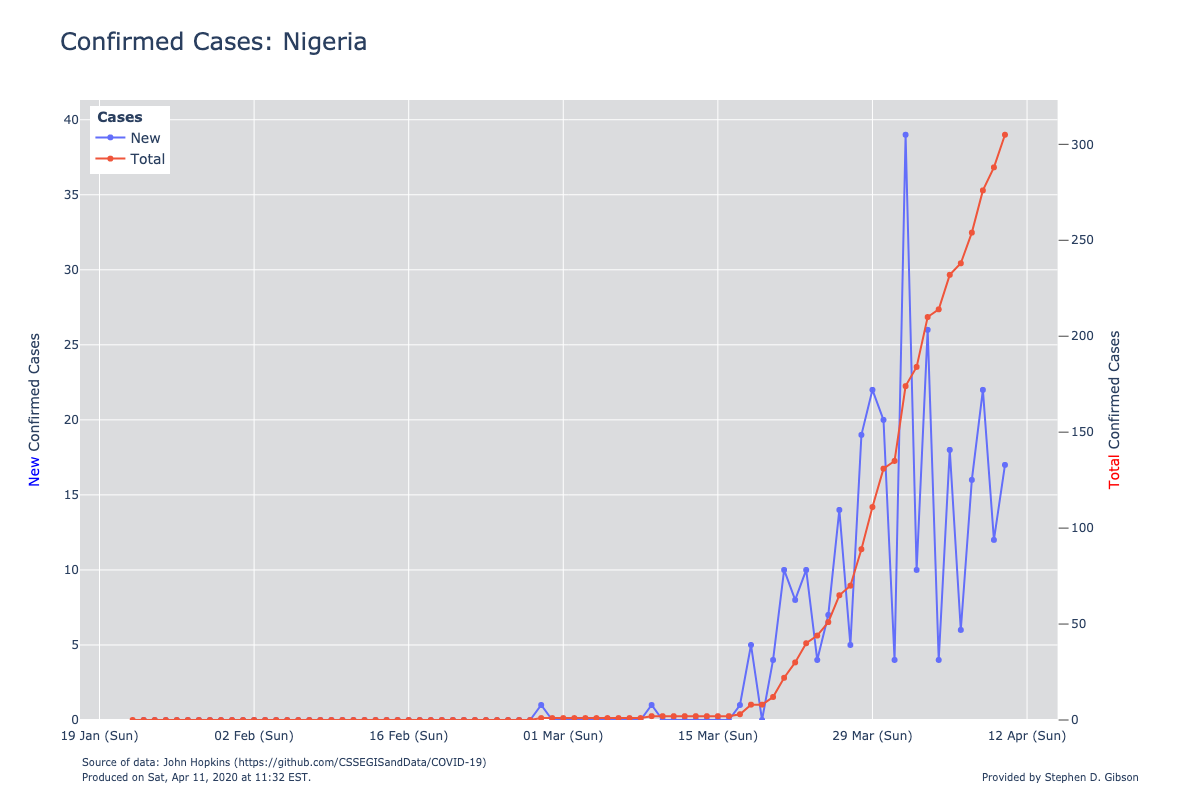 Confirmed Cases: Nigeria
Cases
New
Total
40
35
30
25
20
15
10
5
0
300
250
200
150
100
50
0
New Confirmed Cases
Total Confirmed Cases
19 Jan (Sun) 02 Feb (Sun) 16 Feb (Sun) 01 Mar (Sun) 15 Mar (Sun) 29 Mar (Sun) 12 Apr (Sun)
Source of data: John Hopkins (https://github.com/CSSEGISandData/COVID-19)
Produced on Sat, Apr 11, 2020 at 11:32 EST.
Provided by Stephen D. Gibson